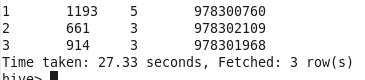 1 1193 5 978300760
2 661 3 978302109
3 914 3 978301968
Time taken: 27.33 seconds, Fetched: 3 row(s)
hive>